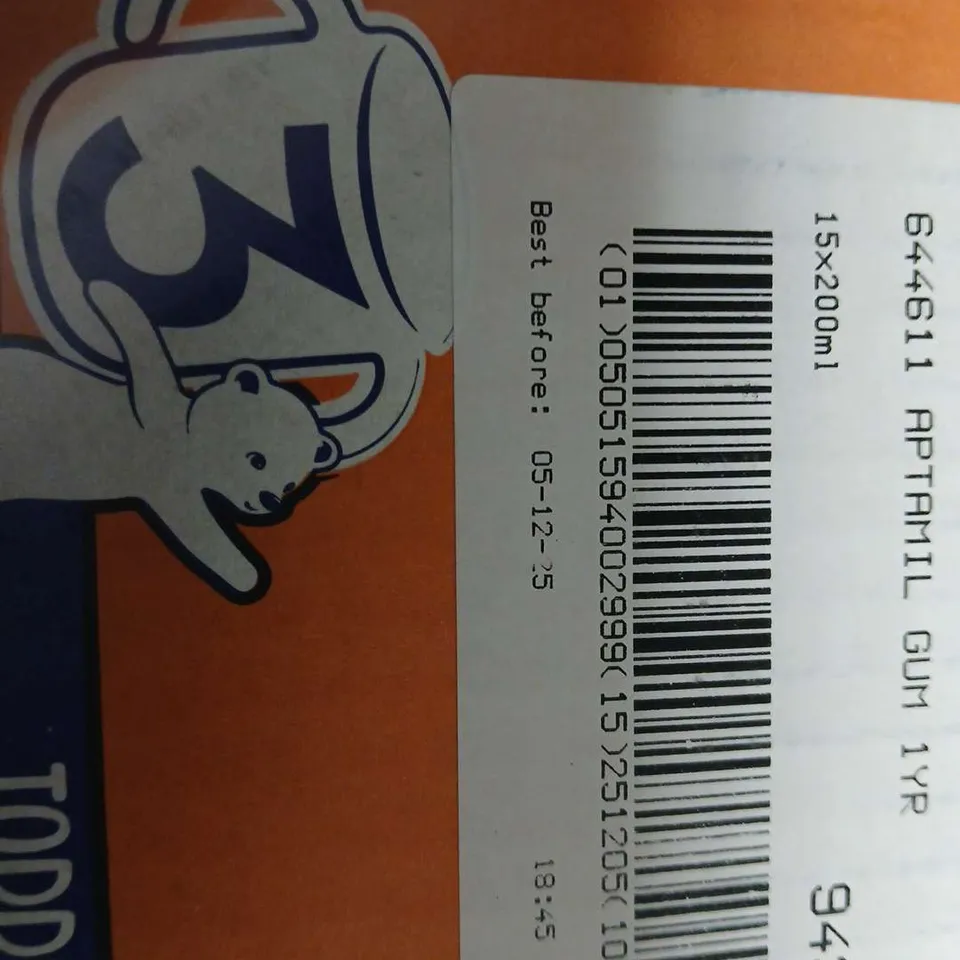 644611 APTAMIL GUM 1YR
15x200ml
94
(01)05051594002999(15)251205(10
Best before: 05-12-25
18:45
3
TODD